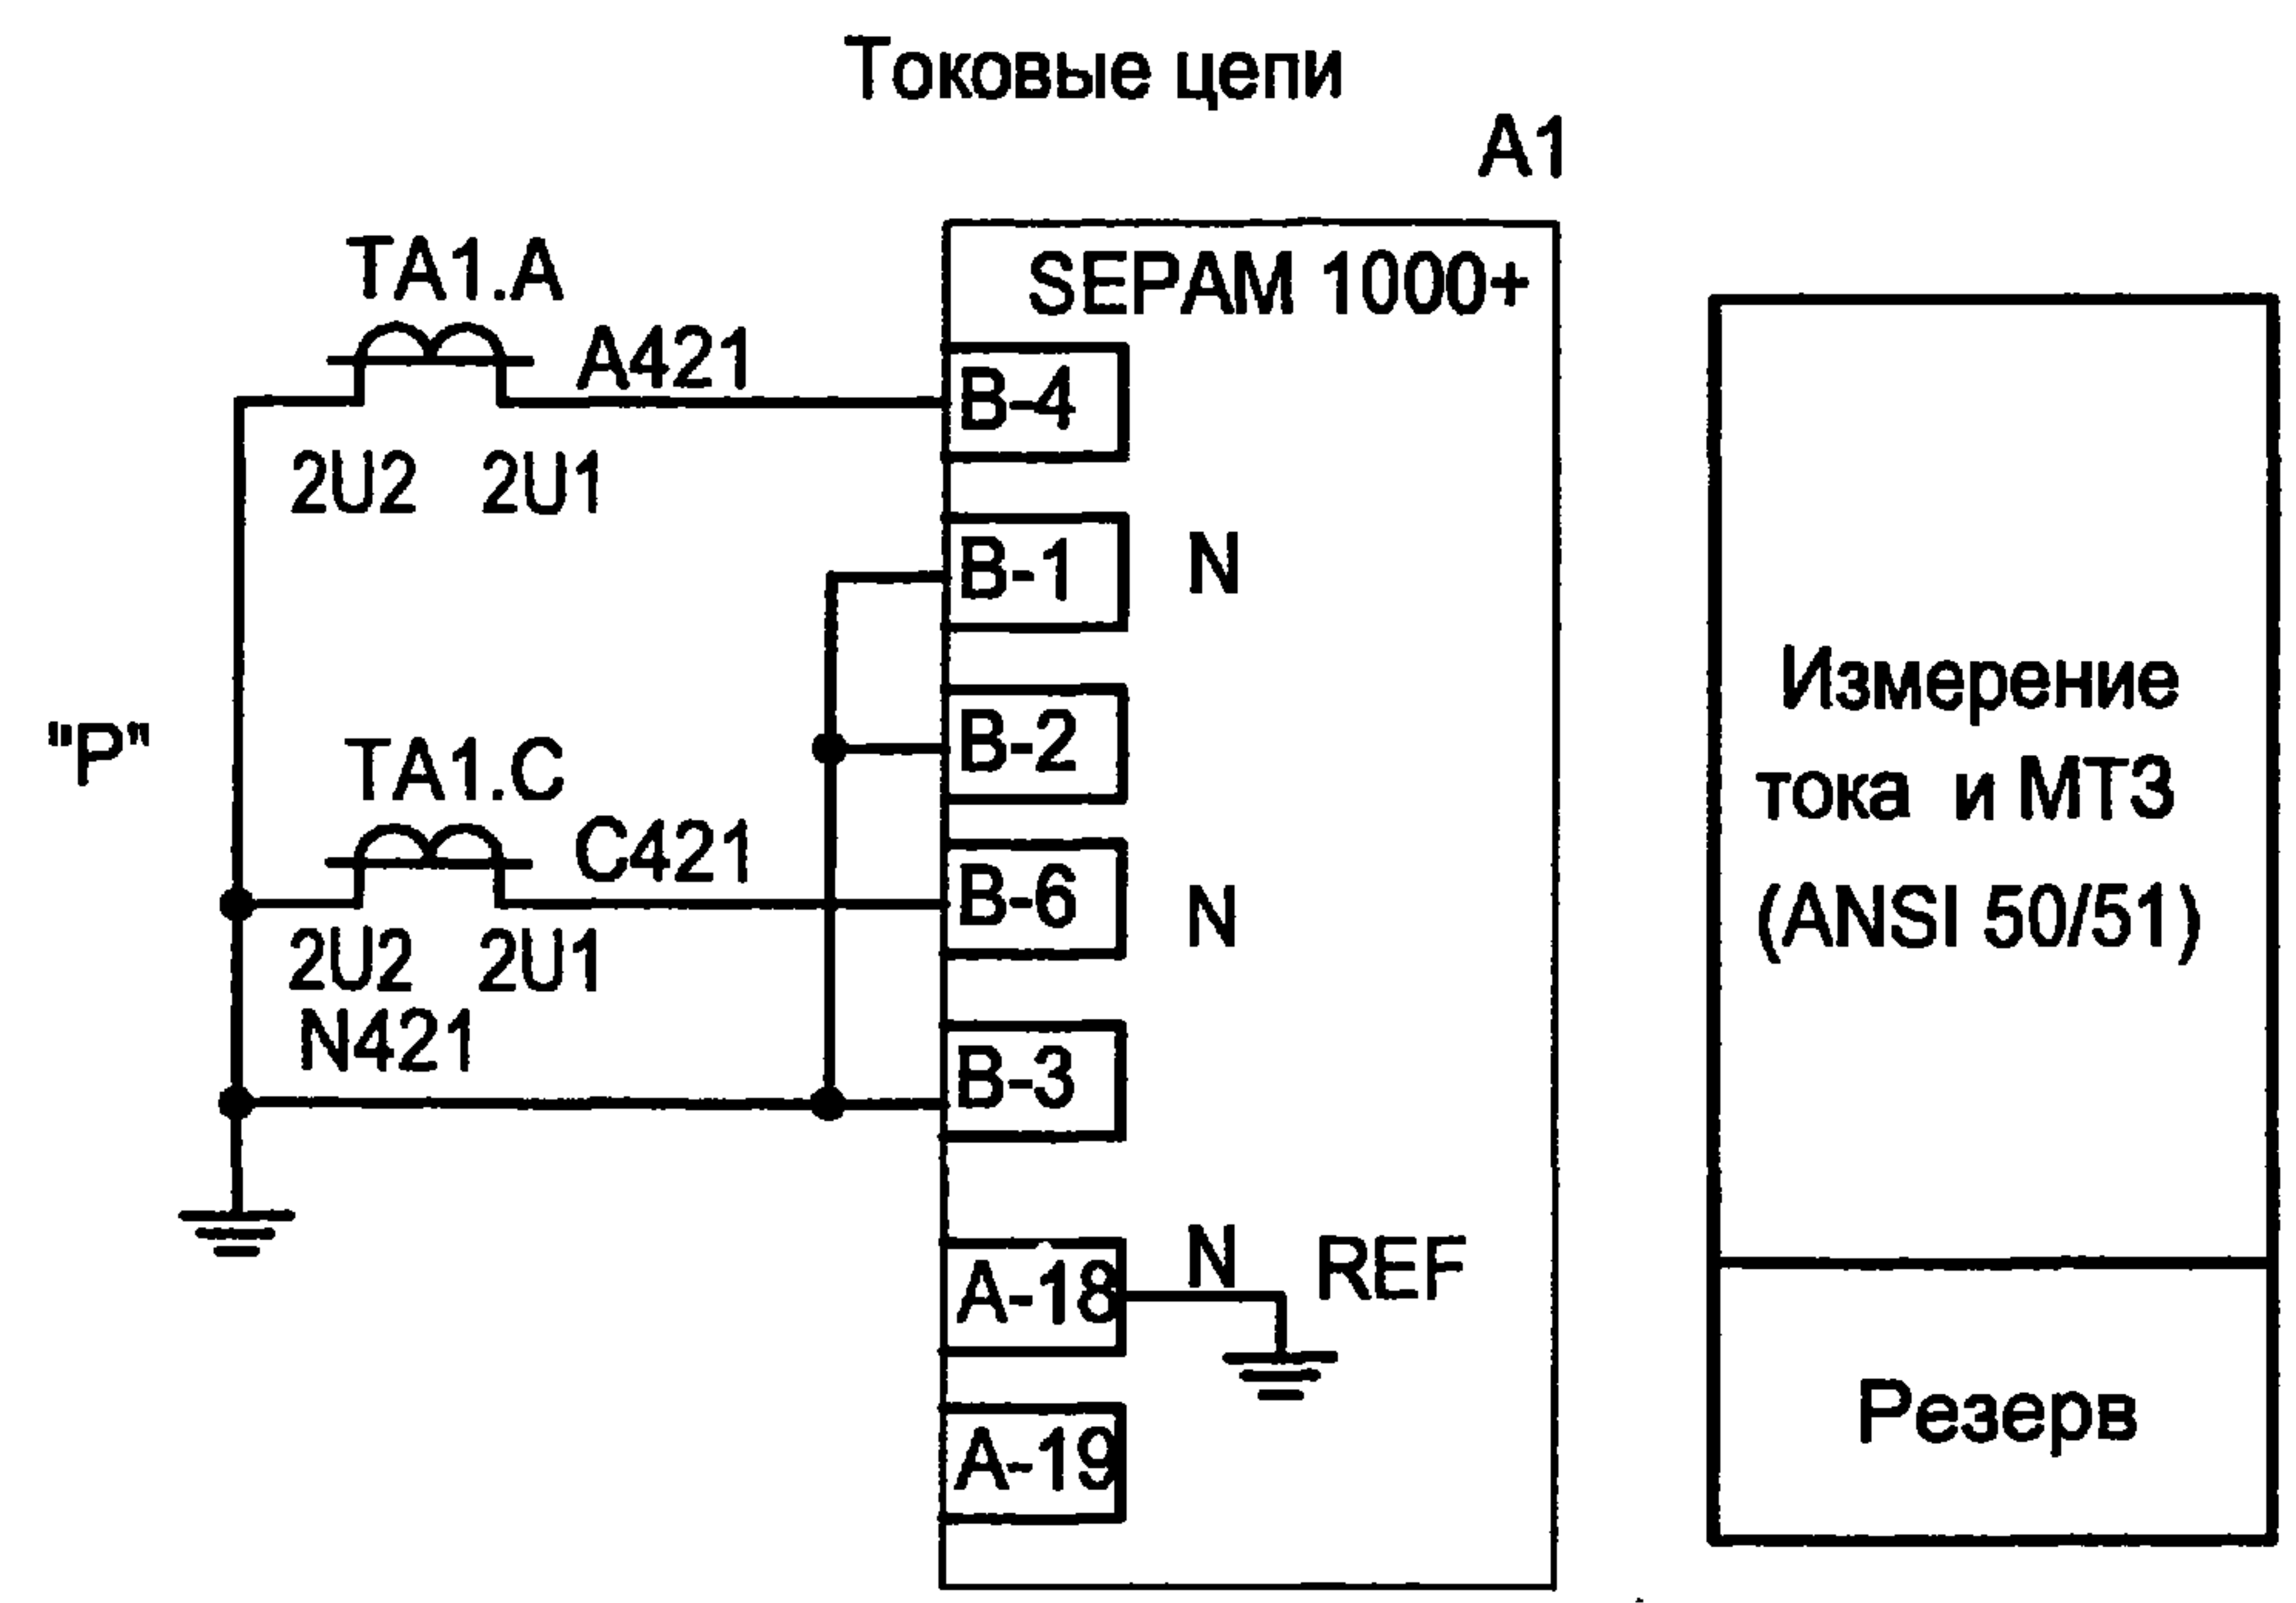 Токовые цепи
A1
SEPAM 1000+
TA1.A
A421
2U2 2U1
"P"
TA1.C
C421
2U2 2U1
N421
B-4
B-1 N
B-2
B-6 N
B-3
A-18 N REF
A-19
Измерение
тока и МТЗ
(ANSI 50/51)
Резерв